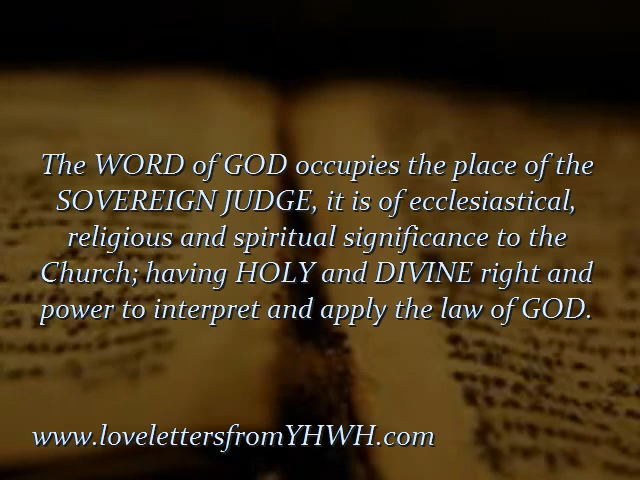 The WORD of GOD occupies the place of the
SOVEREIGN JUDGE, it is of ecclesiastical,
religious and spiritual significance to the
Church; having HOLY and DIVINE right and
power to interpret and apply the law of GOD.
www.lovelettersfromYHWH.com